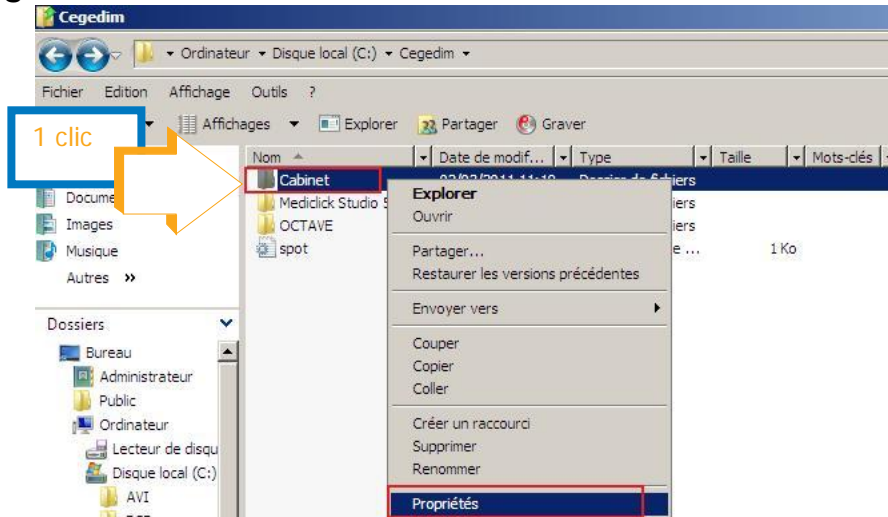 Cegedim
Ordinateur Disque local (C:) Cegedim
Fichier Edition Affichage Outils ?
Affichages Explorer Partager Graver
1 clic
Nom Date de modif... Type Taille Mots-clés
Cabinet
Mediclick Studio 5
OCTAVE
spot
iers
iers
e ... 1 Ko
Images
Musique
Autres »
Explorer
Ouvrir
Partager...
Restaurer les versions précédentes
Envoyer vers
Couper
Copier
Coller
Créer un raccourci
Supprimer
Renommer
Propriétés
Dossiers
Bureau
Administrateur
Public
Ordinateur
Lecteur de disqu
Disque local (C:)
AVI